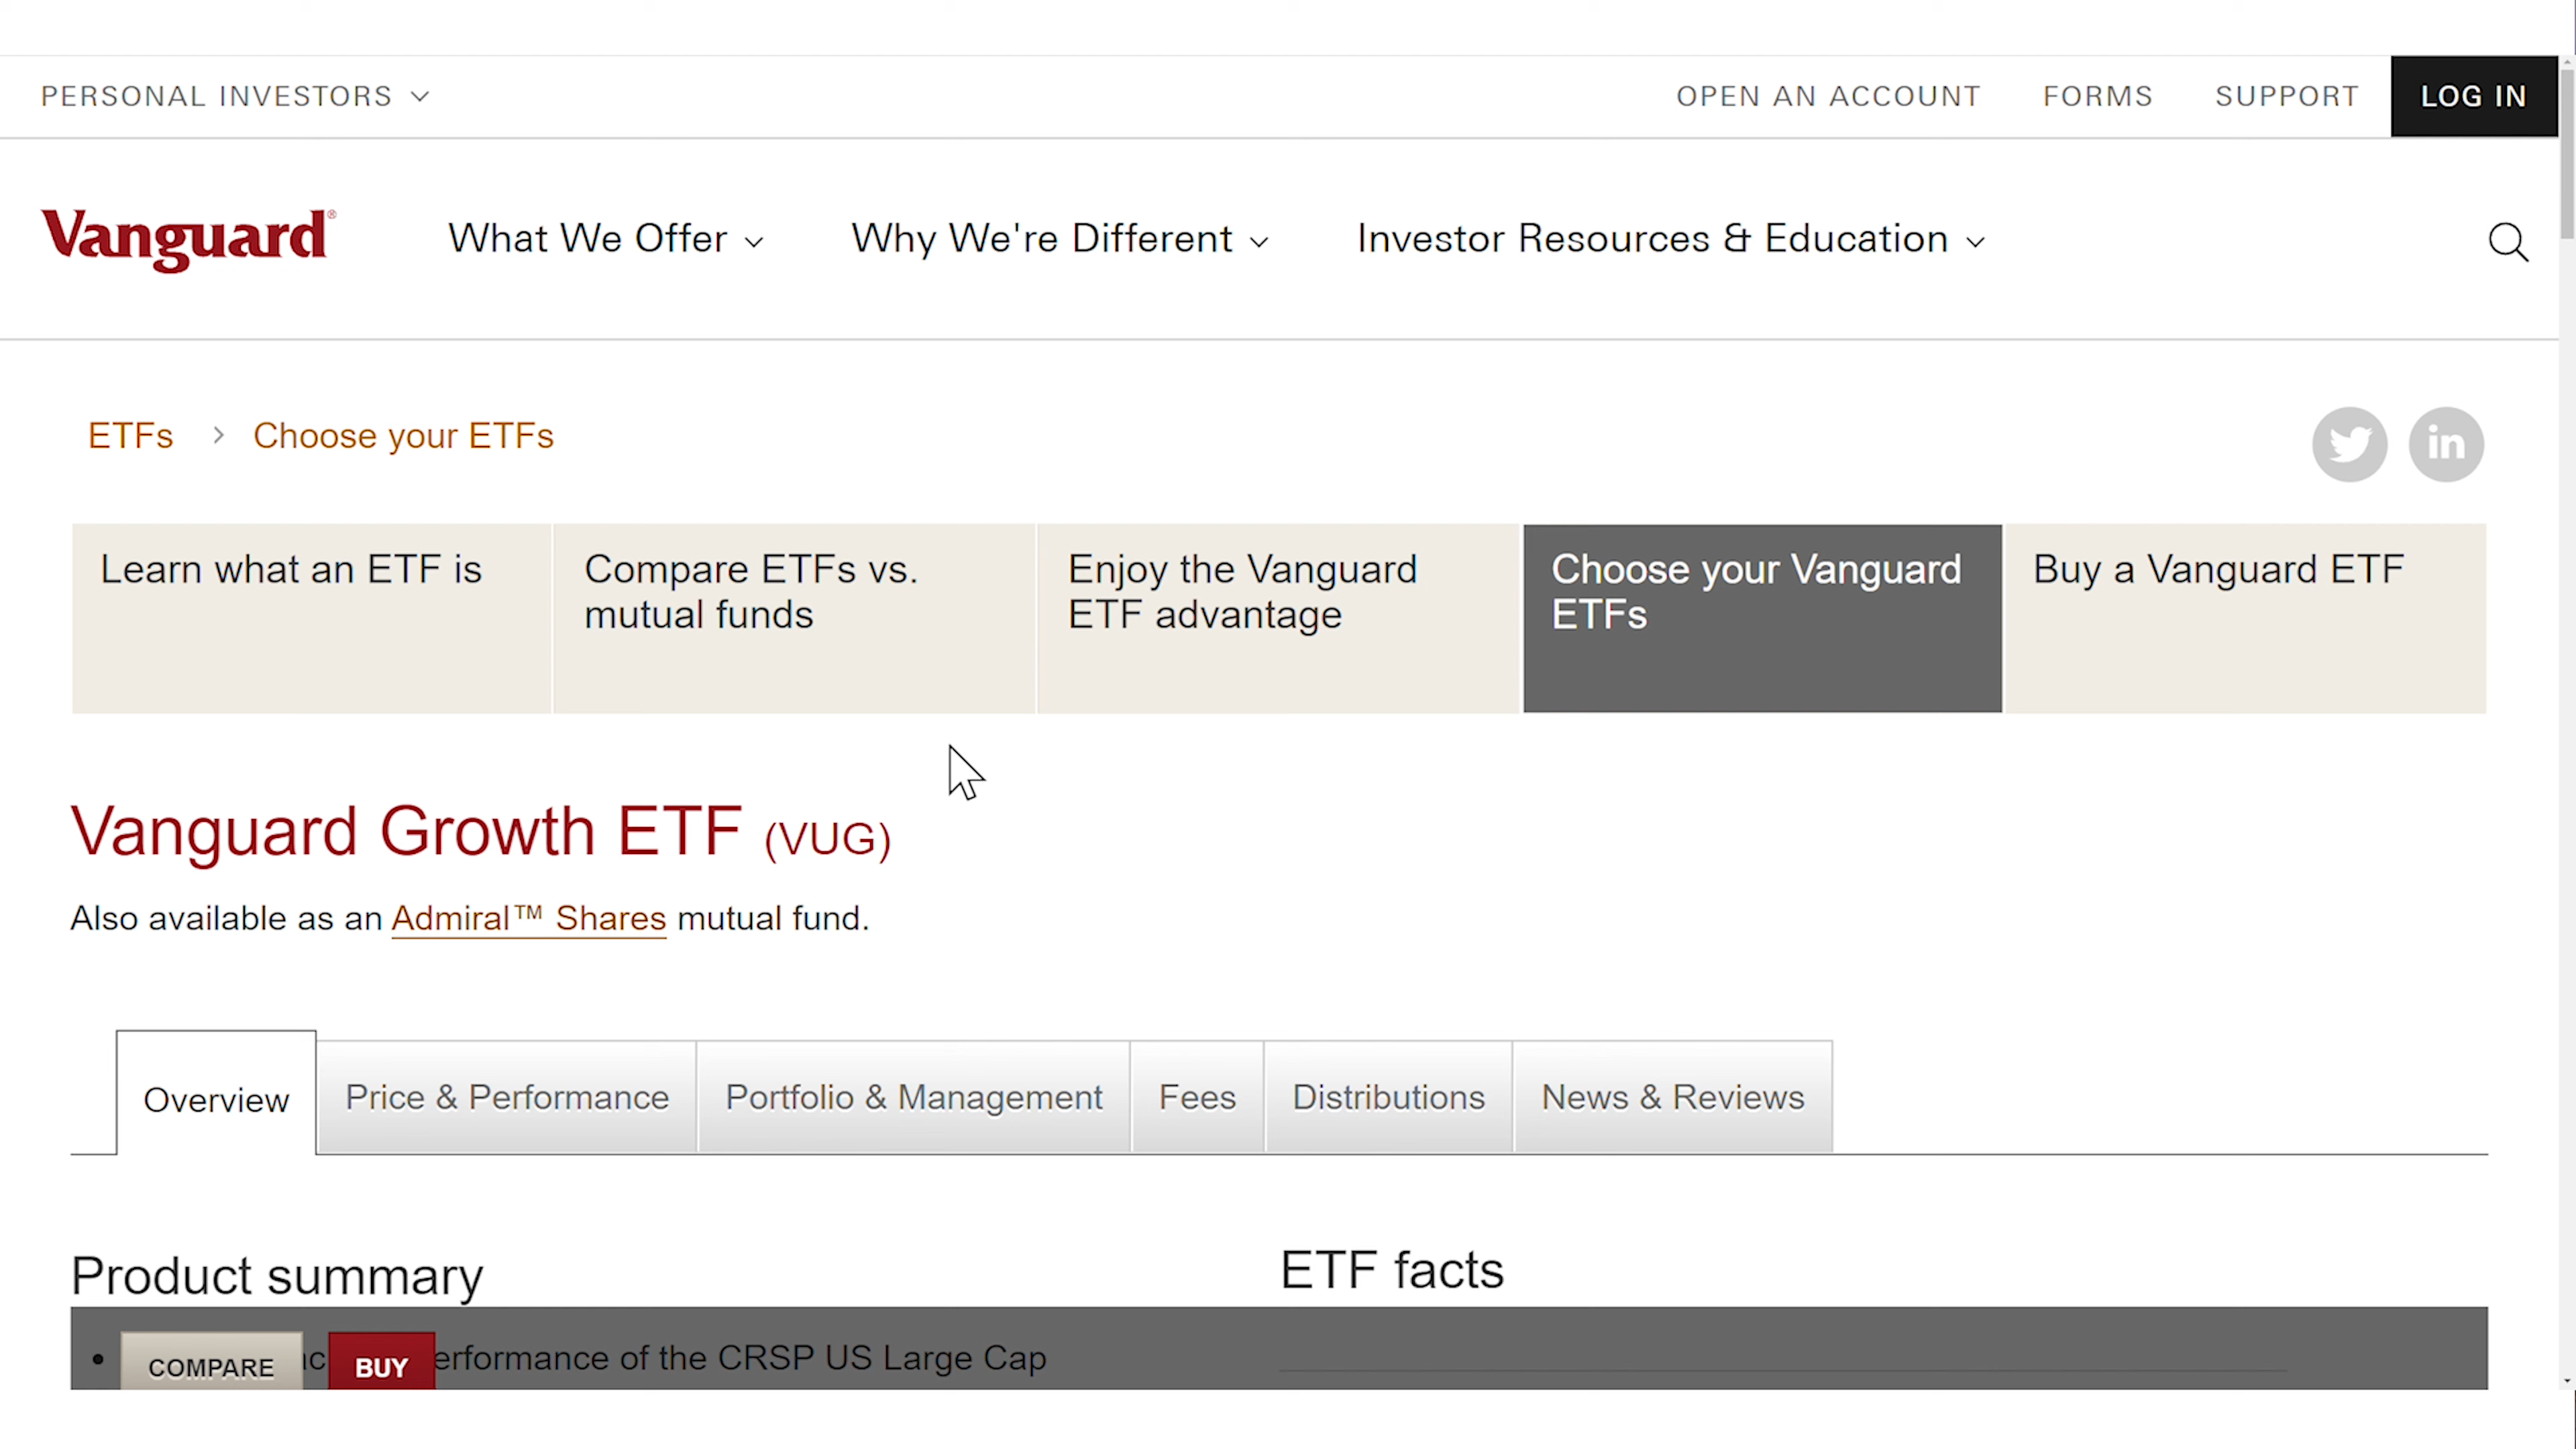 PERSONAL INVESTORS
OPEN AN ACCOUNT
FORMS
SUPPORT
LOG IN
Vanguard®
What We Offer
Why We're Different
Investor Resources & Education
ETFs > Choose your ETFs
in
Learn what an ETF is
Compare ETFs vs.
mutual funds
Enjoy the Vanguard
ETF advantage
Choose your Vanguard
ETFs
Buy a Vanguard ETF
Vanguard Growth ETF (VUG)
Also available as an Admiral™ Shares mutual fund.
Overview
Price & Performance
Portfolio & Management
Fees
Distributions
News & Reviews
Product summary
ETF facts
COMPARE
BUY
of the CRSP US Large Cap